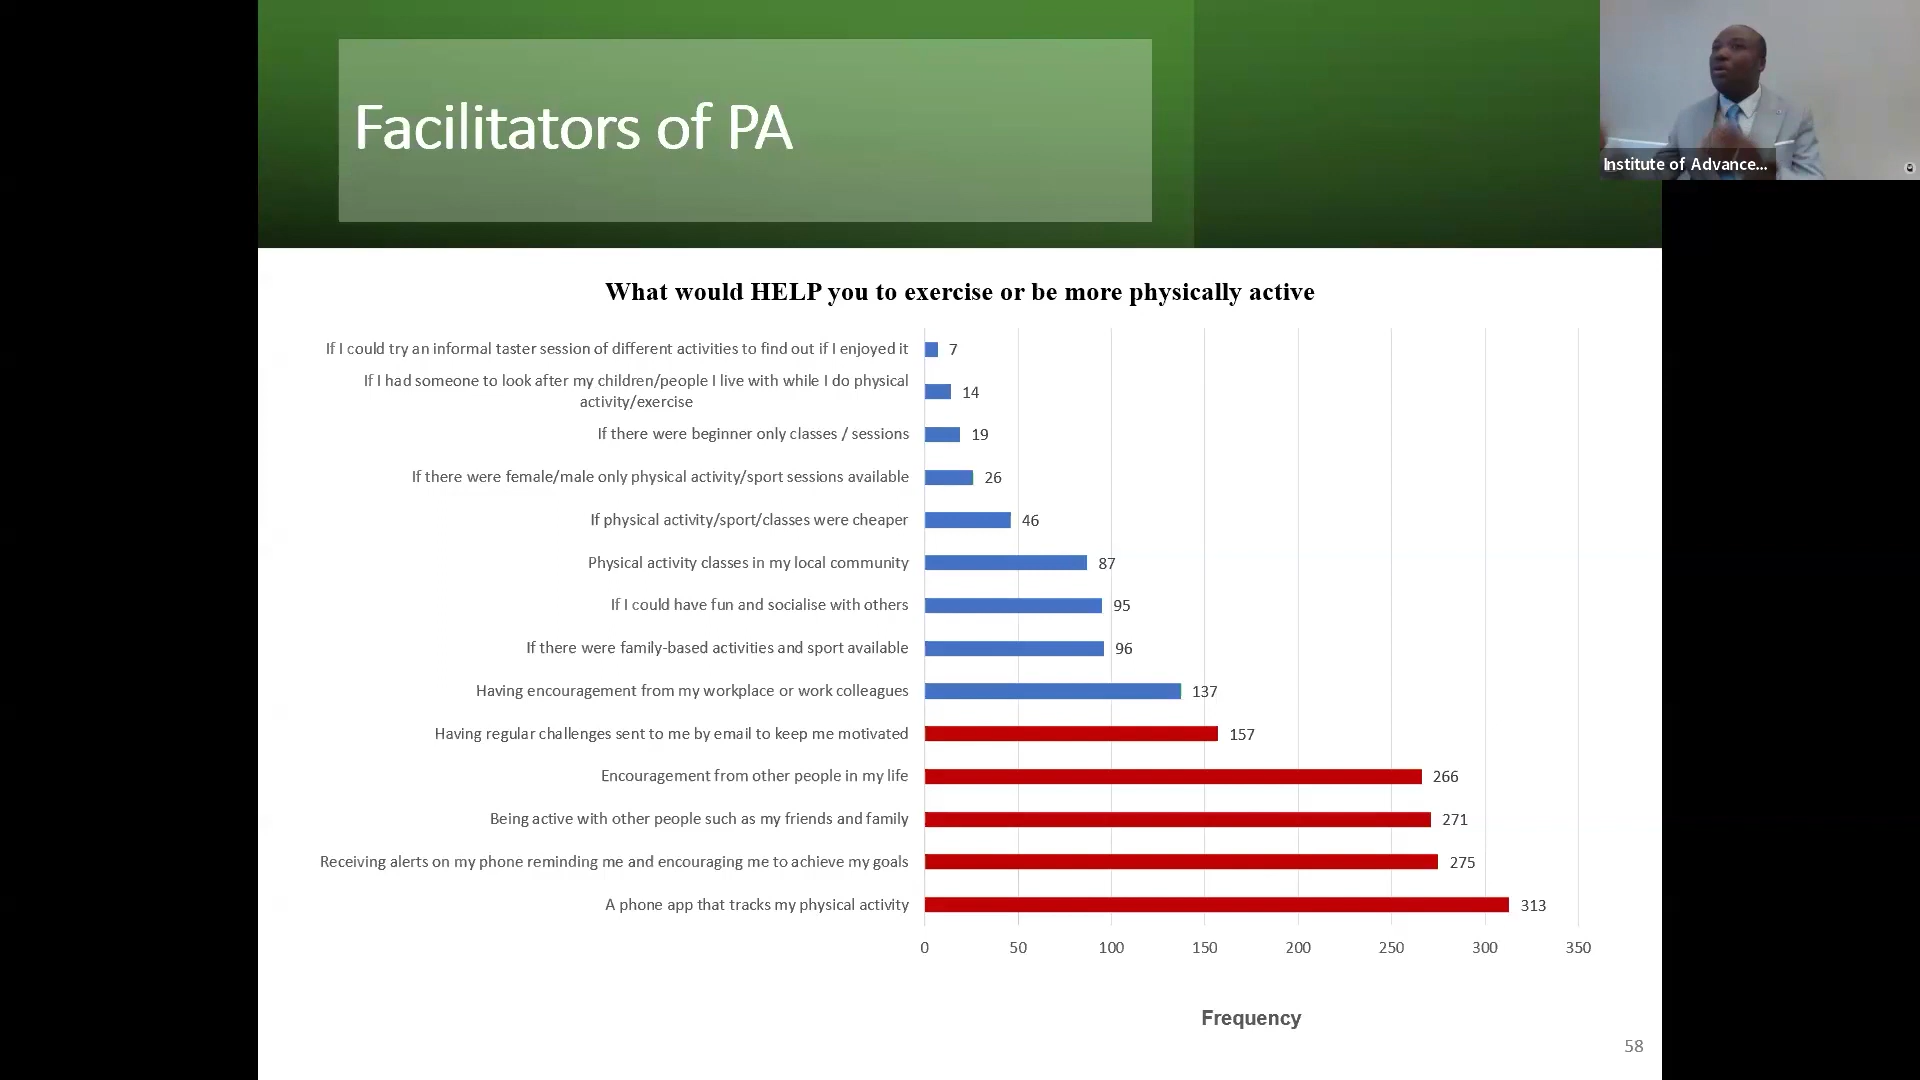 Facilitators of PA
Institute of Advance...
What would HELP you to exercise or be more physically active
If I could try an informal taster session of different activities to find out if I enjoyed it
7
If I had someone to look after my children/people I live with while I do physical
activity/exercise
14
If there were beginner only classes / sessions
19
If there were female/male only physical activity/sport sessions available
26
If physical activity/sport/classes were cheaper
46
Physical activity classes in my local community
87
If I could have fun and socialise with others
95
If there were family-based activities and sport available
96
Having encouragement from my workplace or work colleagues
137
Having regular challenges sent to me by email to keep me motivated
157
Encouragement from other people in my life
266
Being active with other people such as my friends and family
271
Receiving alerts on my phone reminding me and encouraging me to achieve my goals
275
A phone app that tracks my physical activity
313
0 50 100 150 200 250 300 350
Frequency
58